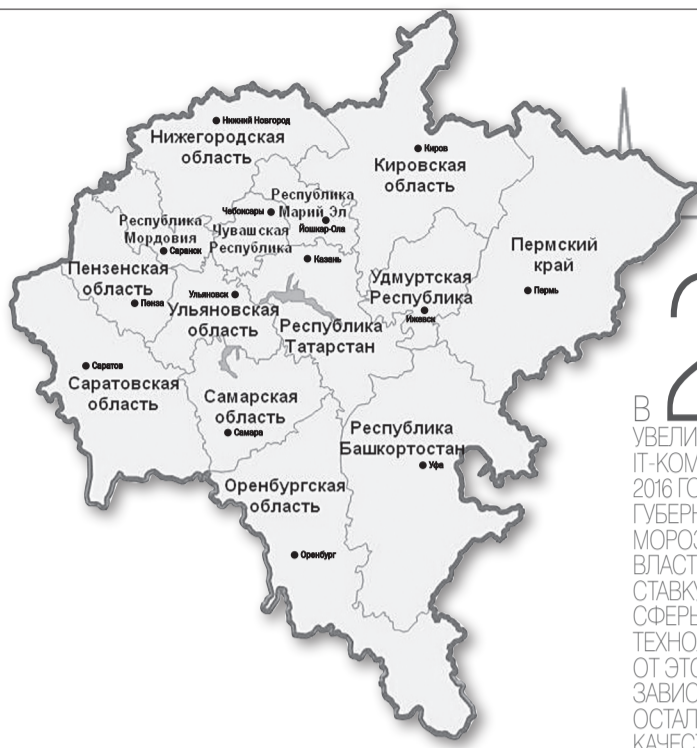 Нижний Новгород
Нижегородская
область
Киров
Кировская
область
Чебоксары
Чувашская
Республика
Республика
Марий Эл
Йошкар-Ола
Республика
Мордовия
Саранск
Казань
Республика
Татарстан
Удмуртская
Республика
Ижевск
Пермский
край
Пермь
Пензенская
область
Пенза
Ульяновск
Ульяновская
область
Саратов
Саратовская
область
Самарская
область
Самара
Республика
Башкортостан
Уфа
Оренбургская
область
Оренбург
2
В
УВЕЛИ
IT-КОМ
2016 ГО
ГУБЕРН
МОРОЗ
ВЛАСТ
СТАВКУ
СФЕРЫ
ТЕХНОЛ
ОТ ЭТО
ЗАВИС
ОСТАЛ
КАЧЕС